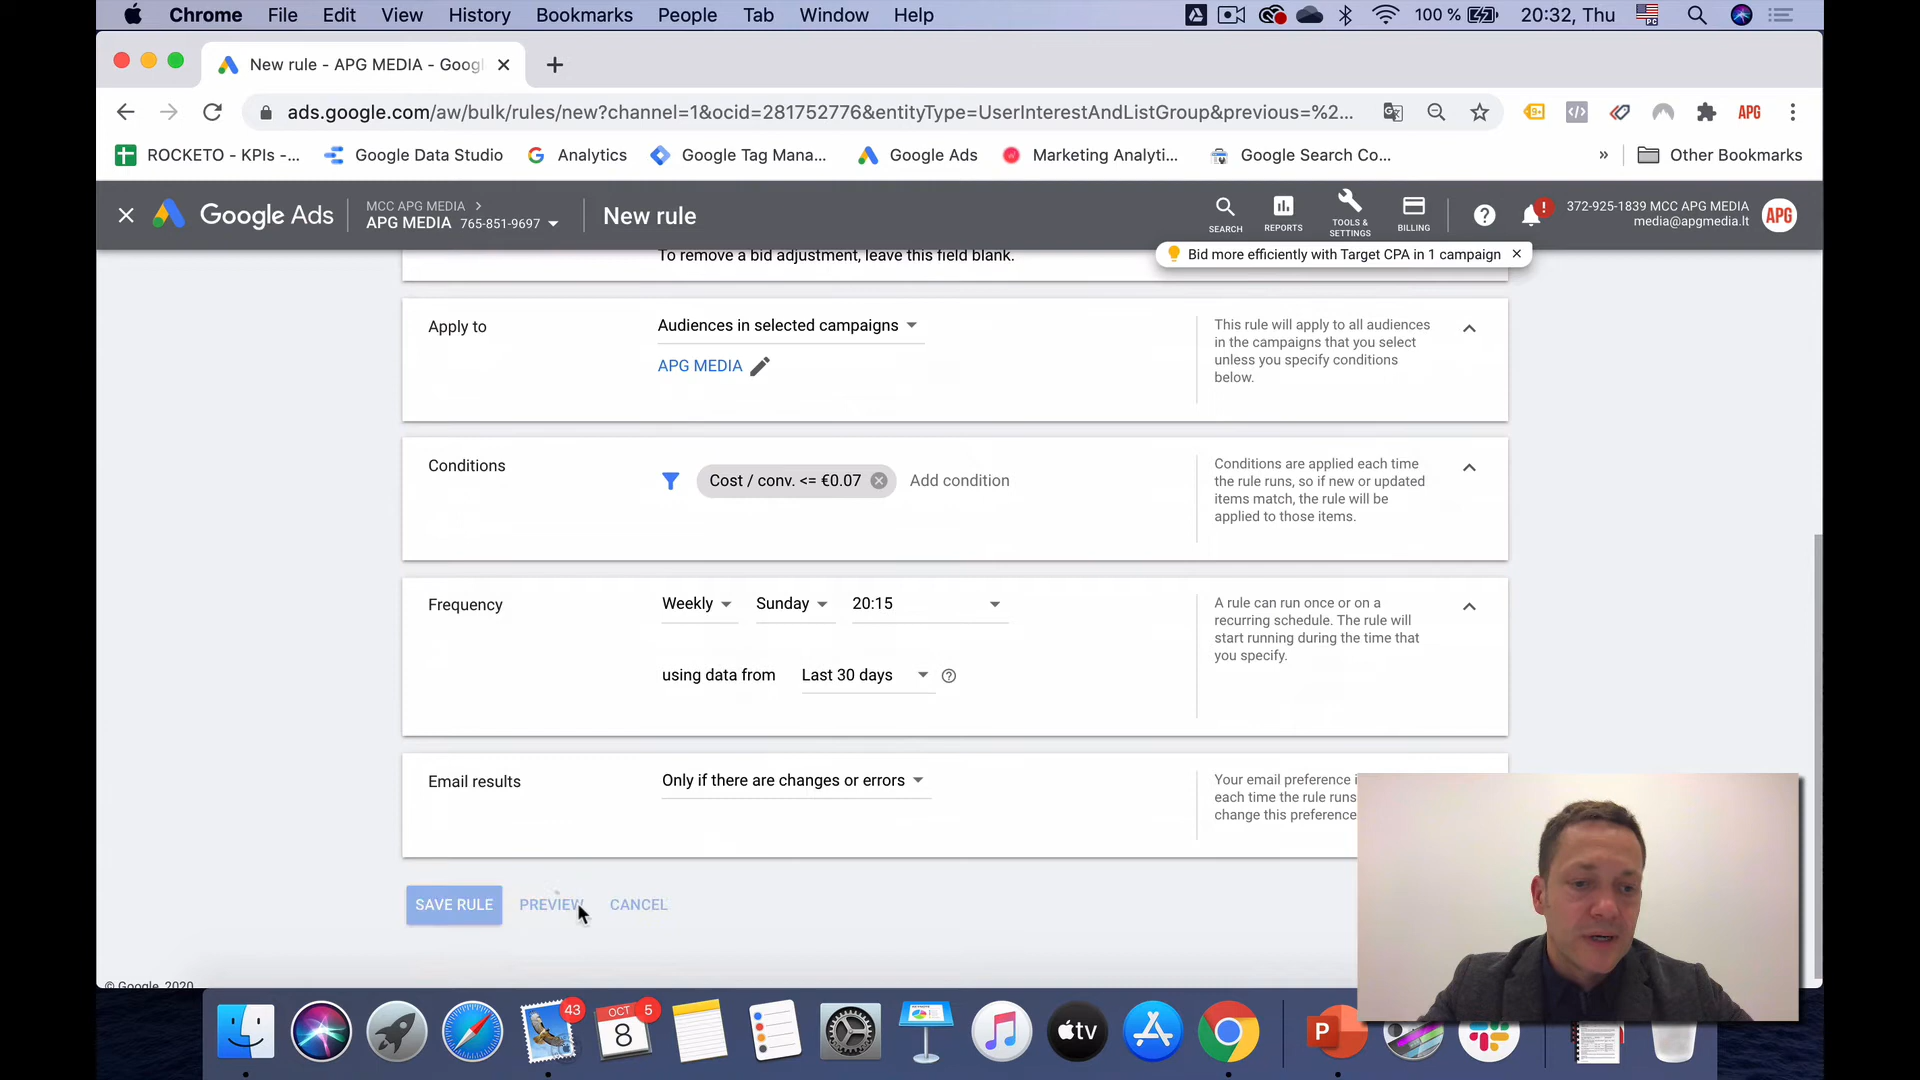 Chrome File Edit View History Bookmarks People Tab Window Help 100 % 20:32, Thu
New rule - APG MEDIA - Goog
ads.google.com/aw/bulk/rules/new?channel=1&ocid=281752776&entityType=UserInterestAndListGroup&previous=%2... APG
ROCKETO - KPIs -... Google Data Studio Analytics Google Tag Mana... Google Ads Marketing Analyti... Google Search Co... » Other Bookmarks
Google Ads
MCC APG MEDIA >
APG MEDIA 765-851-9697
New rule
SEARCH
REPORTS
TOOLS & SETTINGS
BILLING
372-925-1839 MCC APG MEDIA
media@apgmedia.lt
APG
To remove a bid adjustment, leave this field blank.
Bid more efficiently with Target CPA in 1 campaign
Apply to
Audiences in selected campaigns
APG MEDIA
This rule will apply to all audiences
in the campaigns that you select
unless you specify conditions
below.
Conditions
Cost / conv. <= €0.07
Add condition
Conditions are applied each time
the rule runs, so if new or updated
items match, the rule will be
applied to those items.
Frequency
Weekly Sunday 20:15
using data from Last 30 days
A rule can run once or on a
recurring schedule. The rule will
start running during the time that
you specify.
Email results
Only if there are changes or errors
Your email preference
each time the rule runs
change this preference
SAVE RULE PREVIEW CANCEL
© Google, 2020
43
OCT
8
5
tv
P